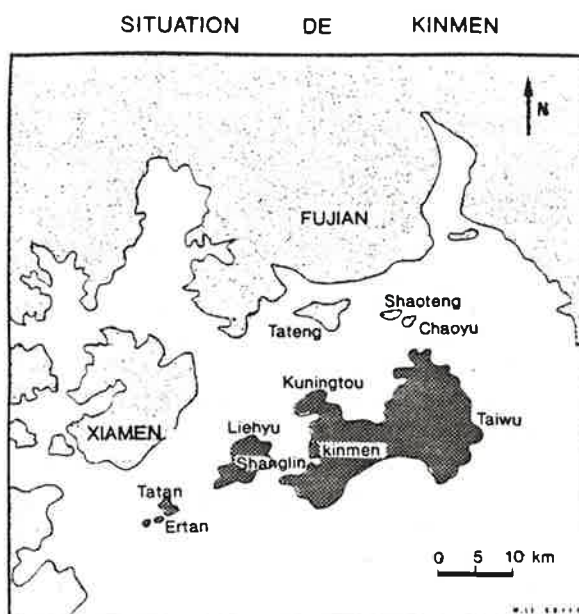 SITUATION DE KINMEN
N
FUJIAN
Shaoteng
Chaoyu
Tateng
Kuningtou
Taiwu
Liehyu
XIAMEN
kinmen
Shanglin
Tatan
Ertan
0 5 10 km